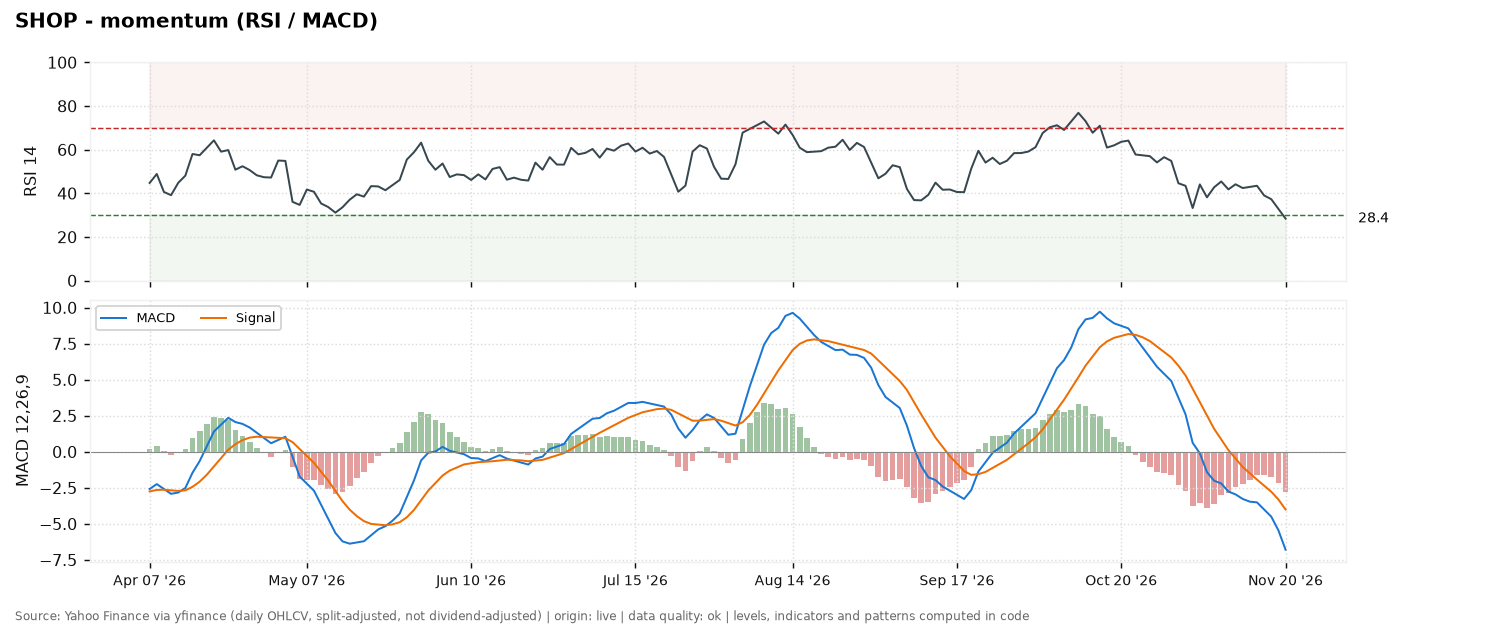 SHOP - momentum (RSI / MACD)
100
80
60
40
20
0
RSI 14
28.4
MACD
Signal
10.0
7.5
5.0
2.5
0.0
−2.5
−5.0
−7.5
MACD 12,26,9
Apr 07 '26
May 07 '26
Jun 10 '26
Jul 15 '26
Aug 14 '26
Sep 17 '26
Oct 20 '26
Nov 20 '26
Source: Yahoo Finance via yfinance (daily OHLCV, split-adjusted, not dividend-adjusted) | origin: live | data quality: ok | levels, indicators and patterns computed in code